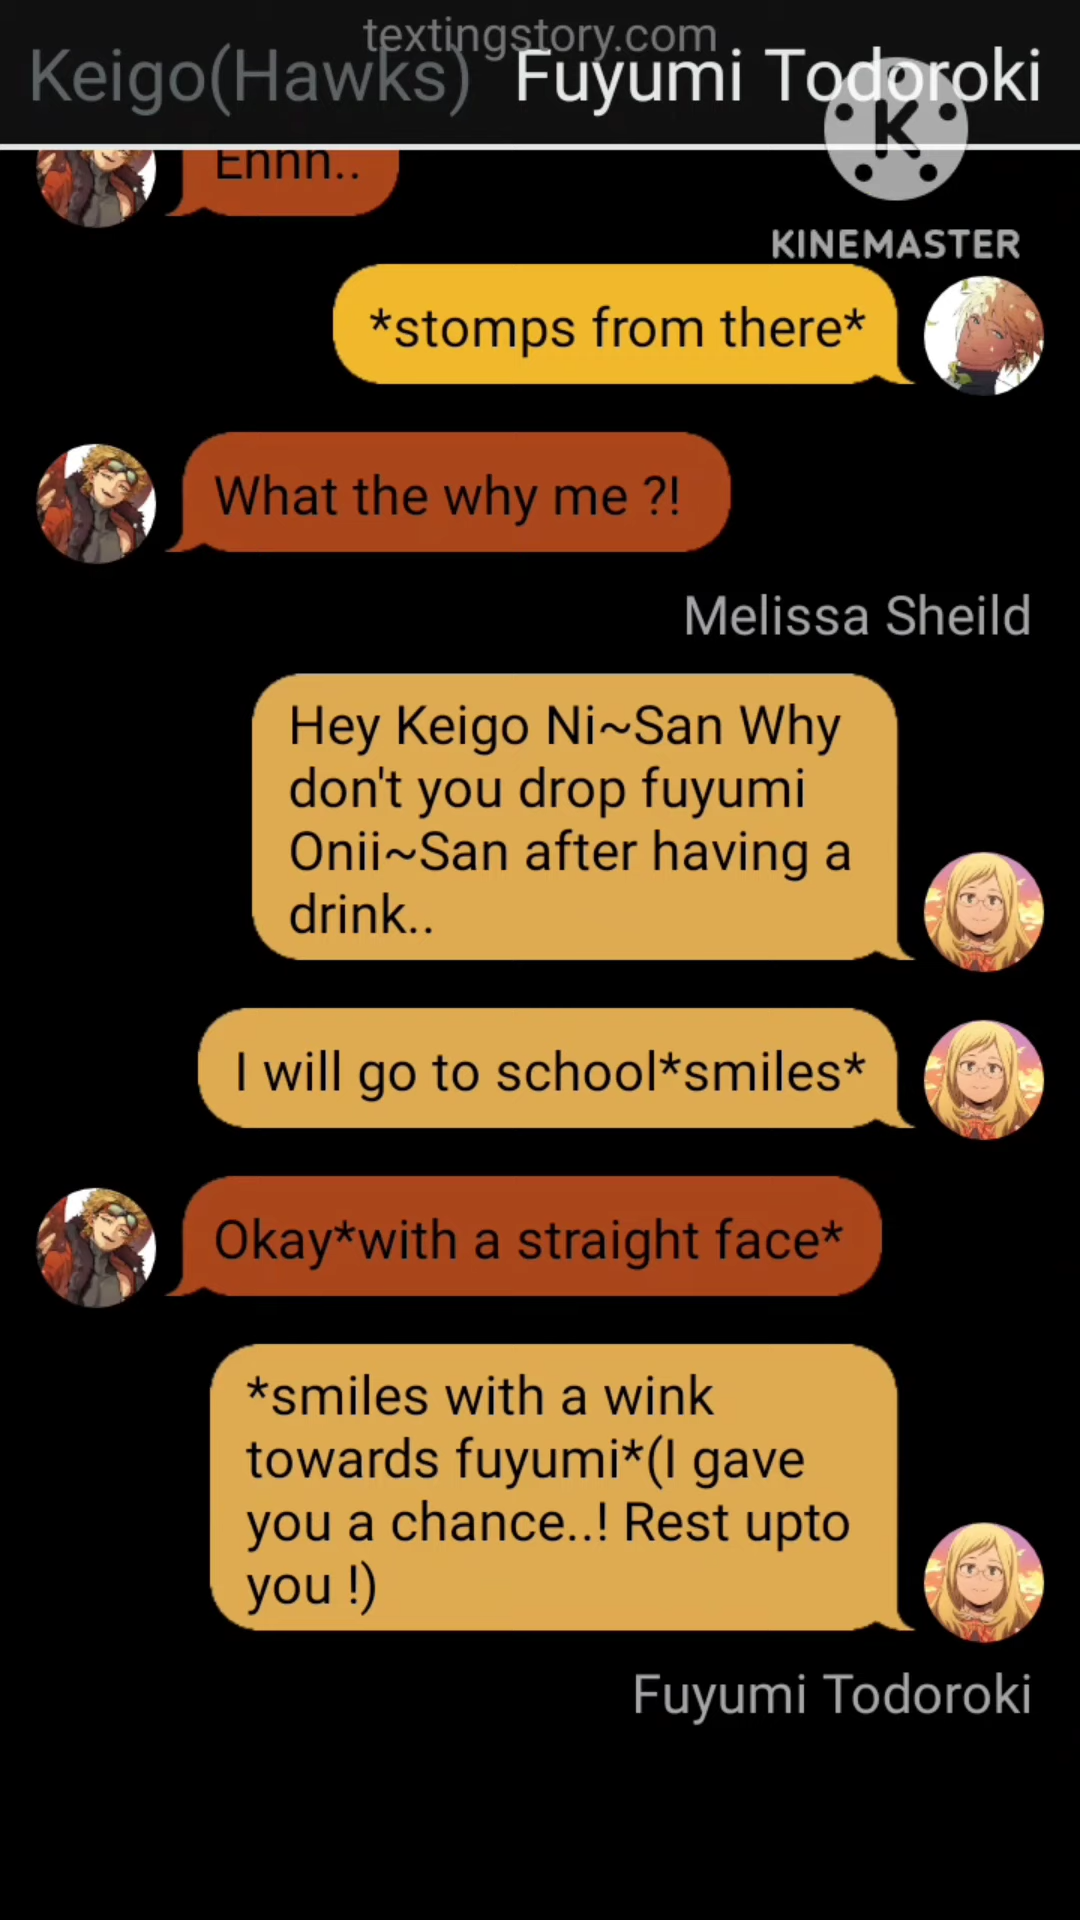 textingstory.com
Keigo(Hawks) Fuyumi Todoroki
K
KINEMASTER
Ehhh..
*stomps from there*
What the why me ?!
Melissa Sheild
Hey Keigo Ni~San Why
don't you drop fuyumi
Onii~San after having a
drink..
I will go to school*smiles*
Okay*with a straight face*
*smiles with a wink
towards fuyumi*(I gave
you a chance..! Rest upto
you !)
Fuyumi Todoroki